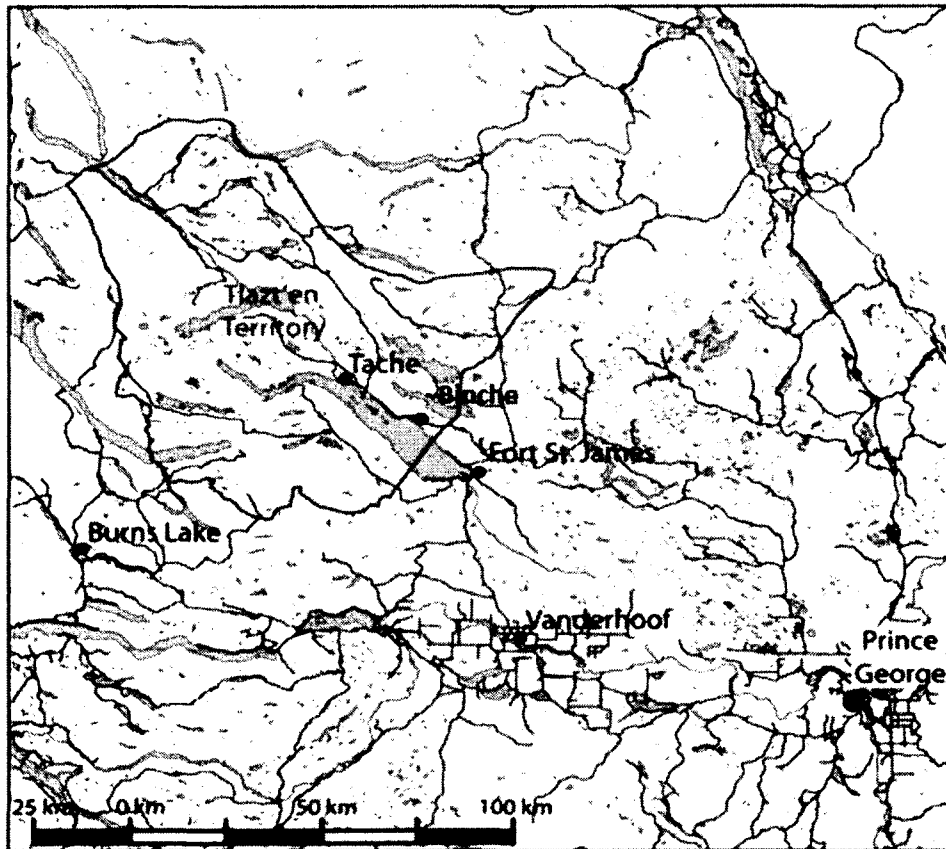 Tlazt'en
Territory
Tache
Binche
Fort St. James
Burns Lake
Vanderhoof
Prince
George
25 km 0 km 50 km 100 km